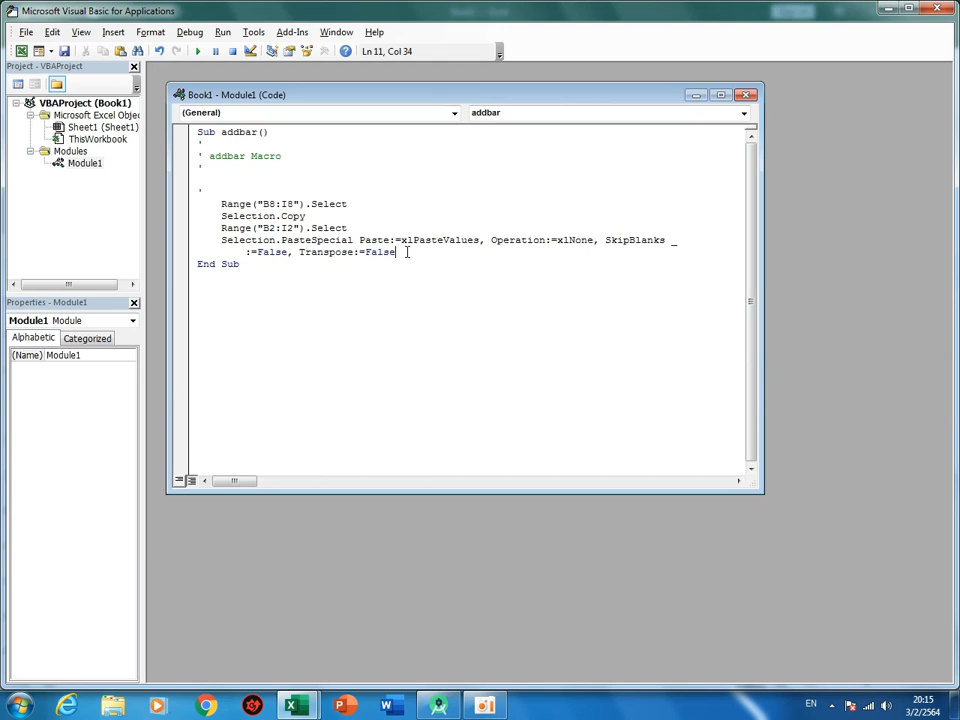 Microsoft Visual Basic for Applications
File Edit View Insert Format Debug Run Tools Add-Ins Window Help
Ln 11, Col 34
Project - VBAProject
VBAProject (Book1)
Microsoft Excel Objec
Sheet1 (Sheet1)
ThisWorkbook
Modules
Module1
Properties - Module1
Module1 Module
Alphabetic Categorized
(Name) Module1
Book1 - Module1 (Code)
(General) addbar
Sub addbar()
'
' addbar Macro
'
'
Range("B8:I8").Select
Selection.Copy
Range("B2:I2").Select
Selection.PasteSpecial Paste:=xlPasteValues, Operation:=xlNone, SkipBlanks _
:=False, Transpose:=False
End Sub
EN
20:15
3/2/2564